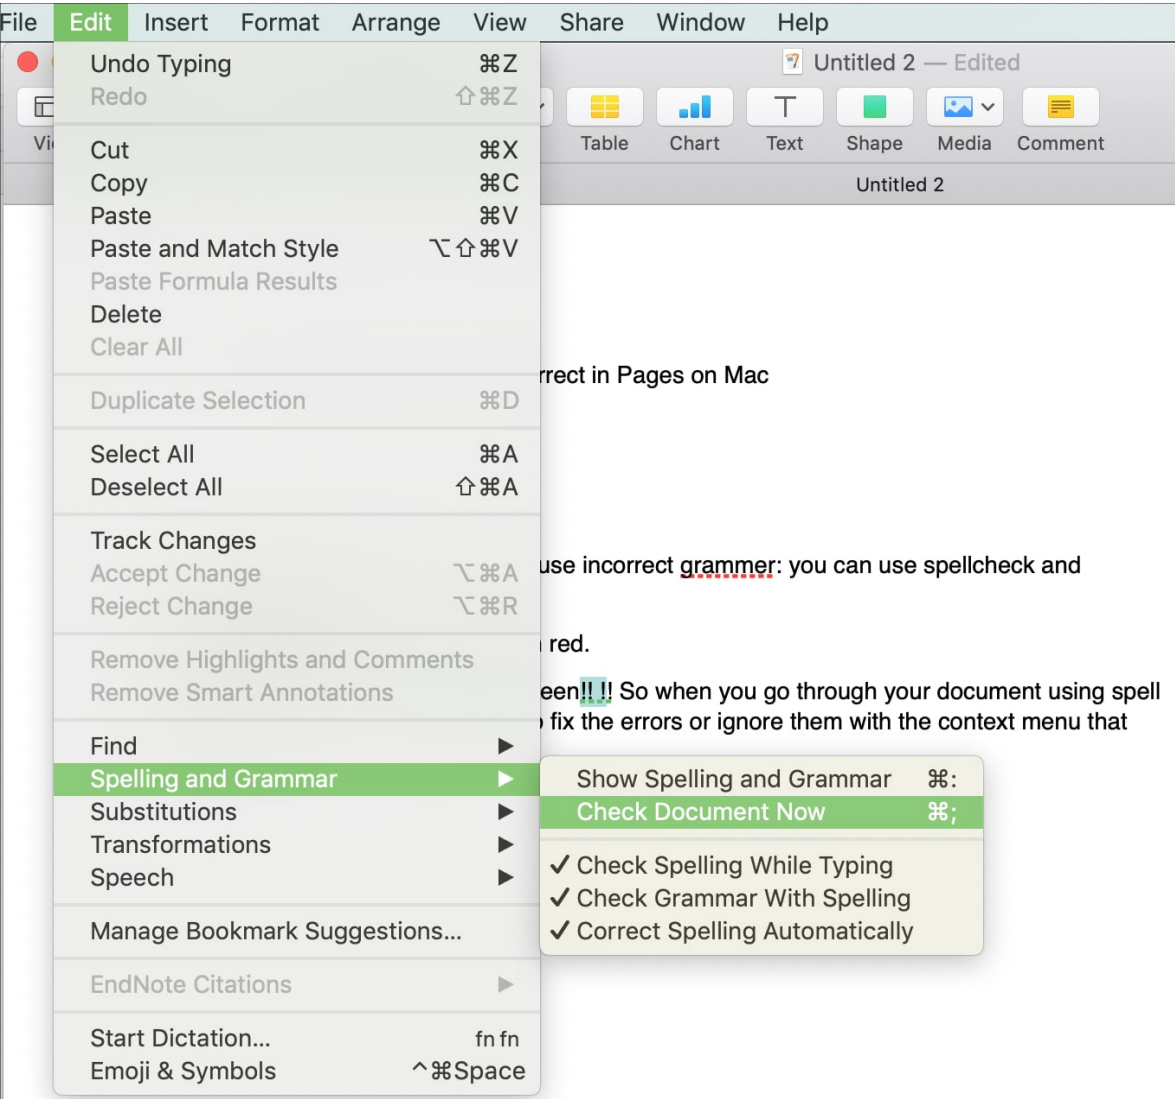 File Edit Insert Format Arrange View Share Window Help
Untitled 2 — Edited
Table Chart Text Shape Media Comment
Untitled 2
Undo Typing ⌘Z
Redo ⇧⌘Z
Cut ⌘X
Copy ⌘C
Paste ⌘V
Paste and Match Style ⌥⇧⌘V
Paste Formula Results
Delete
Clear All
Duplicate Selection ⌘D
Select All ⌘A
Deselect All ⇧⌘A
Track Changes
Accept Change ⌥⌘A
Reject Change ⌥⌘R
Remove Highlights and Comments
Remove Smart Annotations
Find
Spelling and Grammar
Substitutions
Transformations
Speech
Manage Bookmark Suggestions...
EndNote Citations
Start Dictation... fn fn
Emoji & Symbols ^⌘Space
rrect in Pages on Mac
use incorrect grammer: you can use spellcheck and
red.
een!! !! So when you go through your document using spell
fix the errors or ignore them with the context menu that
Show Spelling and Grammar ⌘:
Check Document Now ⌘;
✓ Check Spelling While Typing
✓ Check Grammar With Spelling
✓ Correct Spelling Automatically